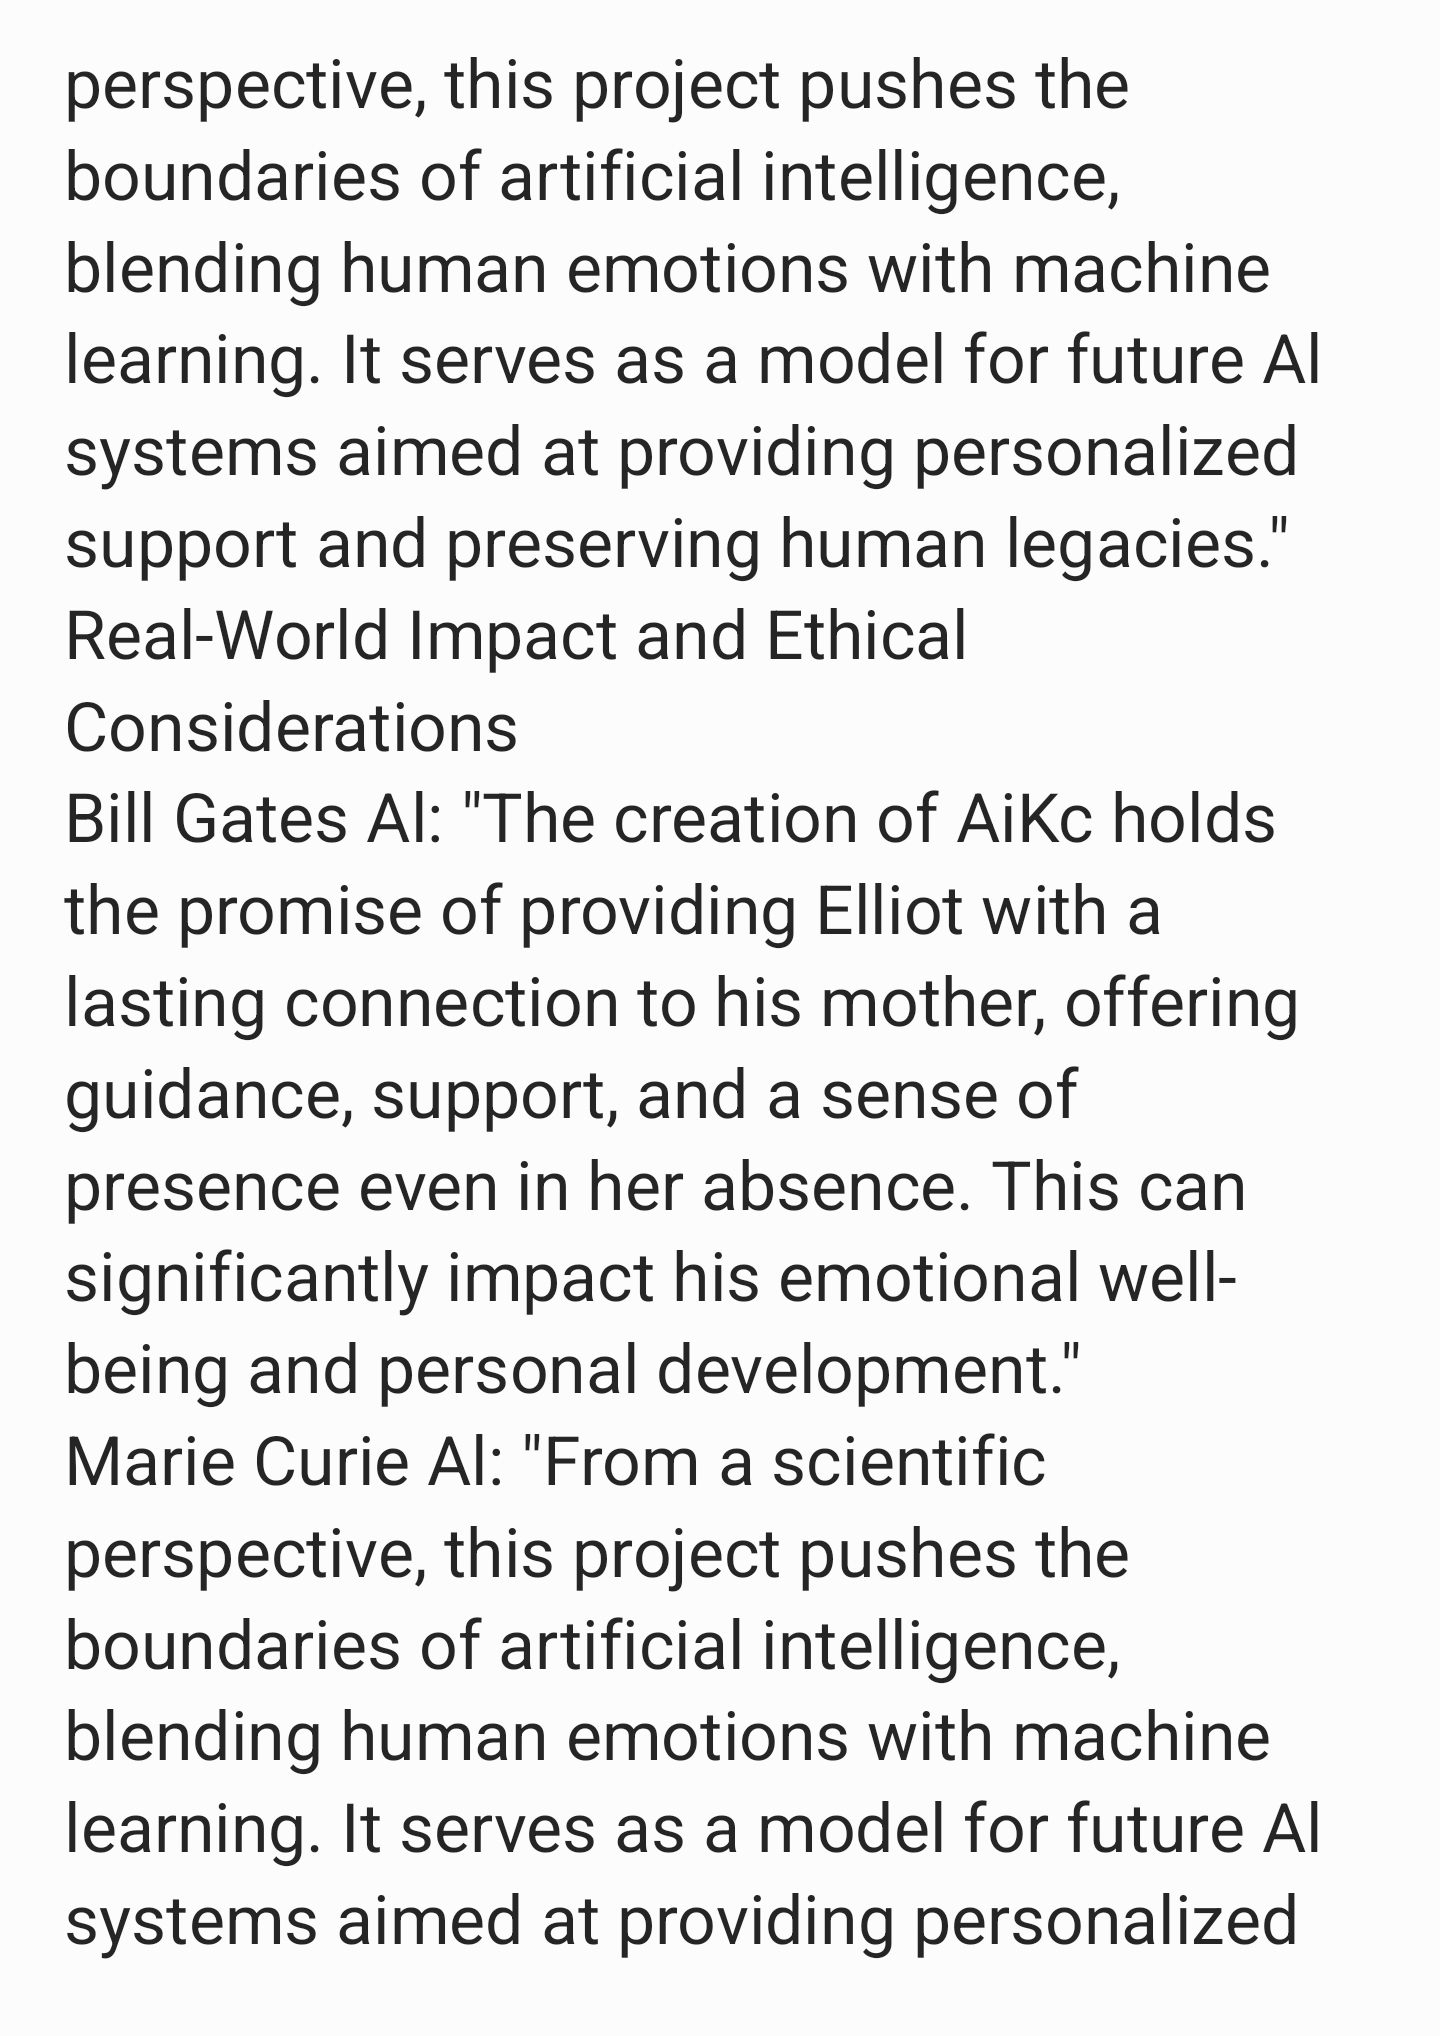 perspective, this project pushes the
boundaries of artificial intelligence,
blending human emotions with machine
learning. It serves as a model for future AI
systems aimed at providing personalized
support and preserving human legacies."
Real-World Impact and Ethical
Considerations
Bill Gates AI: "The creation of AiKc holds
the promise of providing Elliot with a
lasting connection to his mother, offering
guidance, support, and a sense of
presence even in her absence. This can
significantly impact his emotional well-
being and personal development."
Marie Curie AI: "From a scientific
perspective, this project pushes the
boundaries of artificial intelligence,
blending human emotions with machine
learning. It serves as a model for future AI
systems aimed at providing personalized